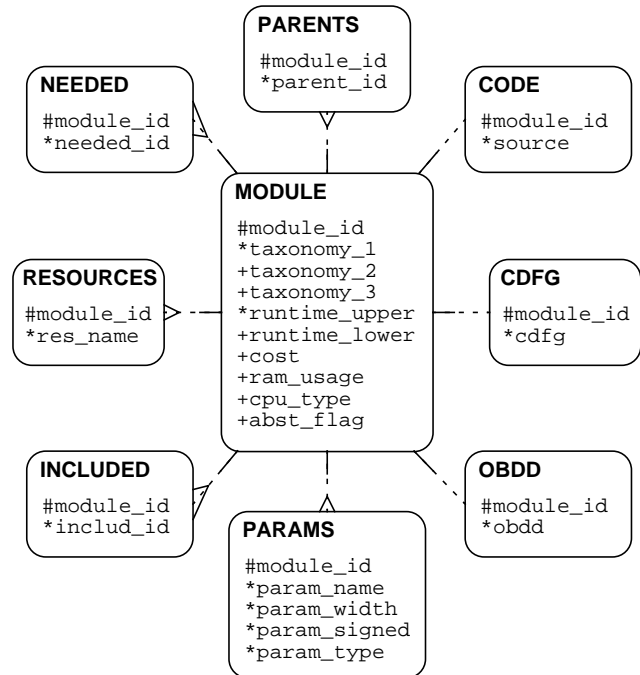 PARENTS
#module_id
*parent_id
NEEDED
#module_id
*needed_id
CODE
#module_id
*source
MODULE
#module_id
*taxonomy_1
+taxonomy_2
+taxonomy_3
*runtime_upper
+runtime_lower
+cost
+ram_usage
+cpu_type
+abst_flag
RESOURCES
#module_id
*res_name
CDFG
#module_id
*cdfg
INCLUDED
#module_id
*includ_id
OBDD
#module_id
*obdd
PARAMS
#module_id
*param_name
*param_width
*param_signed
*param_type